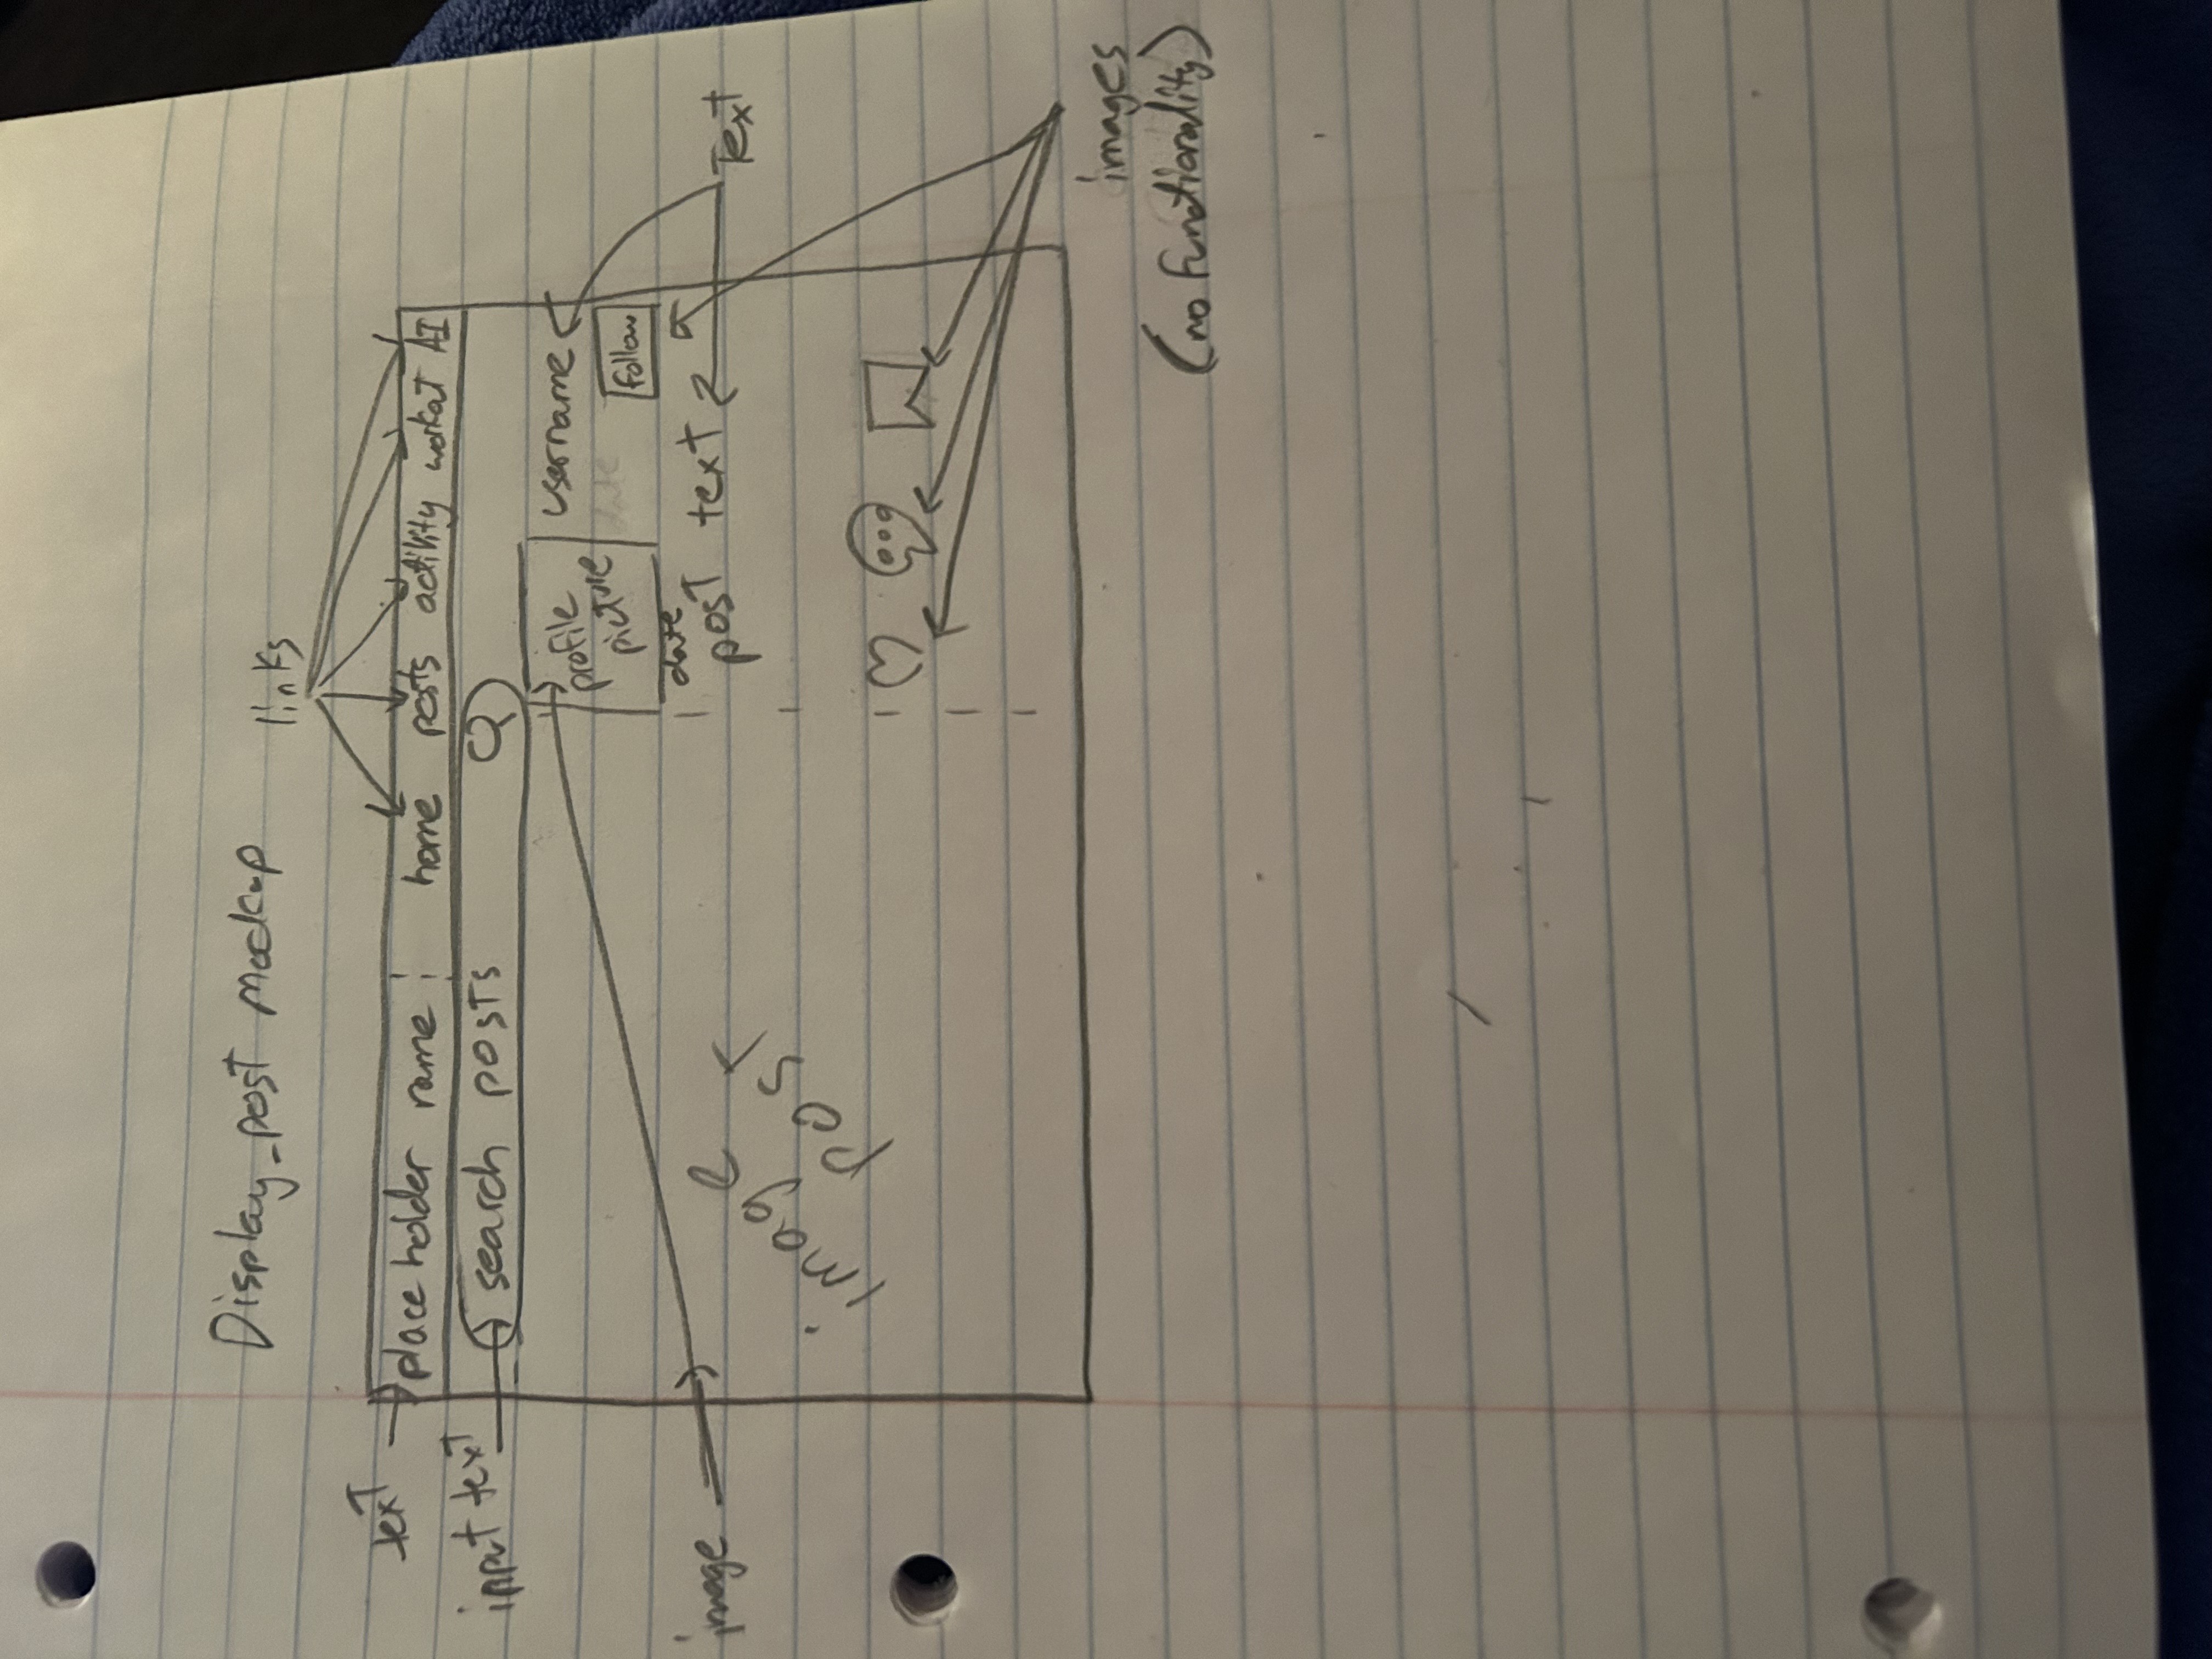 Display_post mockup
links
text
place holder name home posts activity workout AI
input text
search posts
profile picture
username
date
follow
date
image
post text
Text
image post
images
(no functionality)